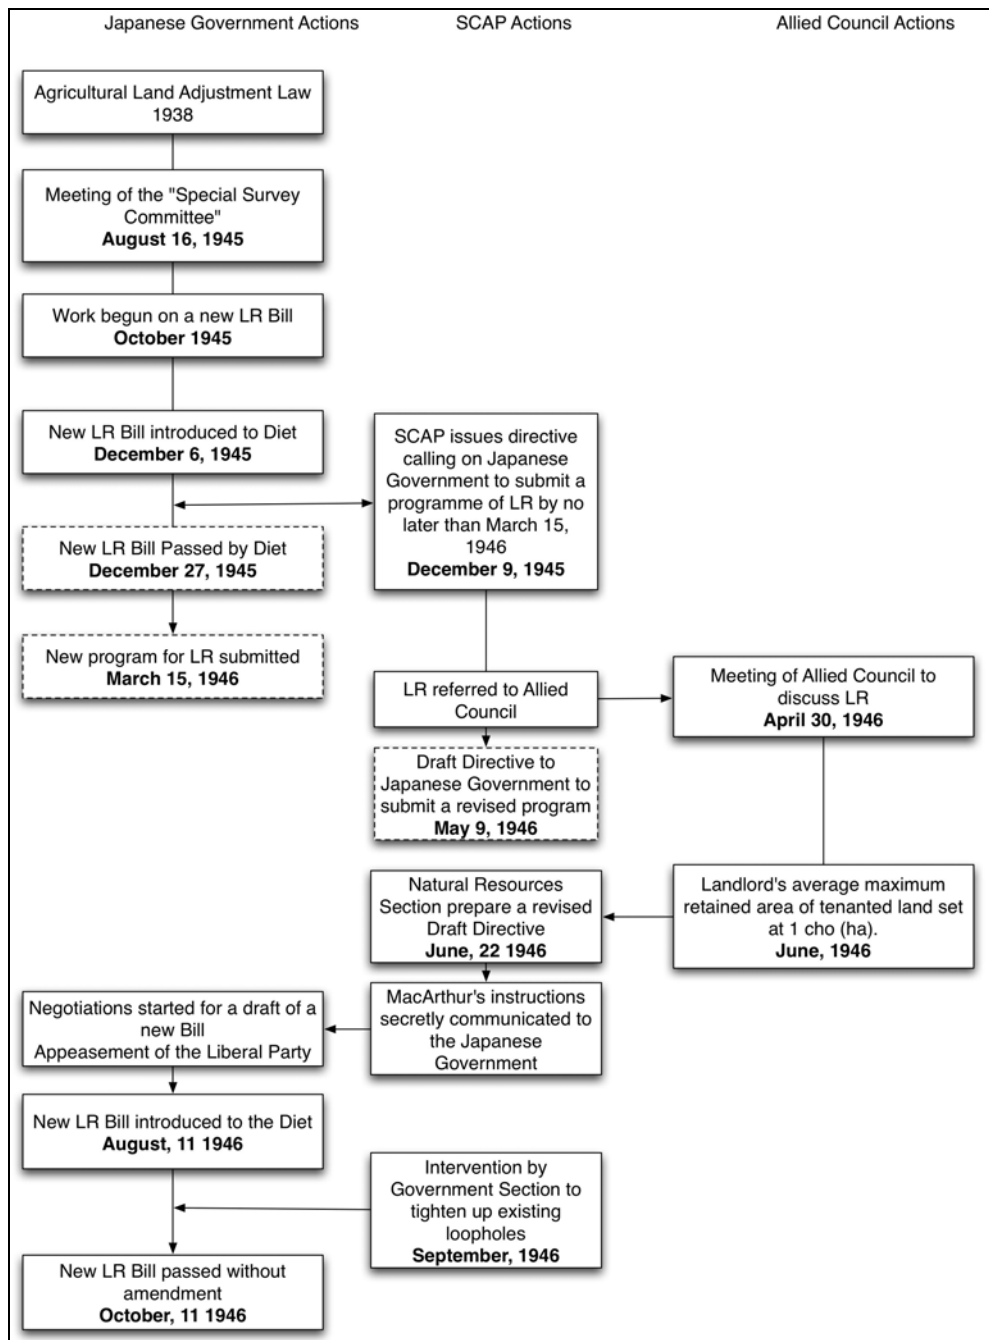 Japanese Government Actions
SCAP Actions
Allied Council Actions
Agricultural Land Adjustment Law
1938
Meeting of the "Special Survey
Committee"
August 16, 1945
Work begun on a new LR Bill
October 1945
New LR Bill introduced to Diet
December 6, 1945
SCAP issues directive
calling on Japanese
Government to submit a
programme of LR by no
later than March 15,
1946
December 9, 1945
New LR Bill Passed by Diet
December 27, 1945
New program for LR submitted
March 15, 1946
LR referred to Allied
Council
Meeting of Allied Council to
discuss LR
April 30, 1946
Draft Directive to
Japanese Government to
submit a revised program
May 9, 1946
Landlord's average maximum
retained area of tenanted land set
at 1 cho (ha).
June, 1946
Natural Resources
Section prepare a revised
Draft Directive
June, 22 1946
MacArthur's instructions
secretly communicated to
the Japanese
Government
Negotiations started for a draft of a
new Bill
Appeasement of the Liberal Party
New LR Bill introduced to the Diet
August, 11 1946
Intervention by
Government Section to
tighten up existing
loopholes
September, 1946
New LR Bill passed without
amendment
October, 11 1946